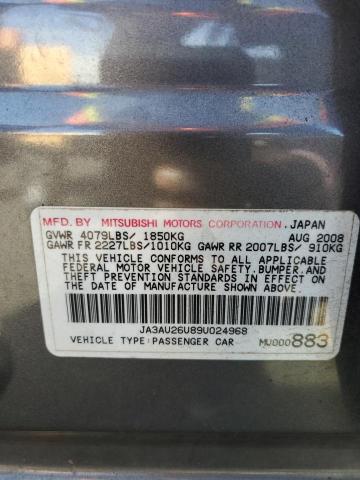 MFD.BY MITSUBISHI MOTORS CORPORATION,JAPAN
GVWR 4079LBS/ 1850KG AUG 2008
GAWR FR 2227LBS/1010KG GAWR RR 2007LBS/ 910KG
THIS VEHICLE CONFORMS TO ALL APPLICABLE
FEDERAL MOTOR VEHICLE SAFETY,BUMPER,AND
THEFT PREVENTION STANDARDS IN EFFECT ON
THE DATE OF MANUFACTURE SHOWN ABOVE.
JA3AU26U89U024968
VEHICLE TYPE:PASSENGER CAR MU000883